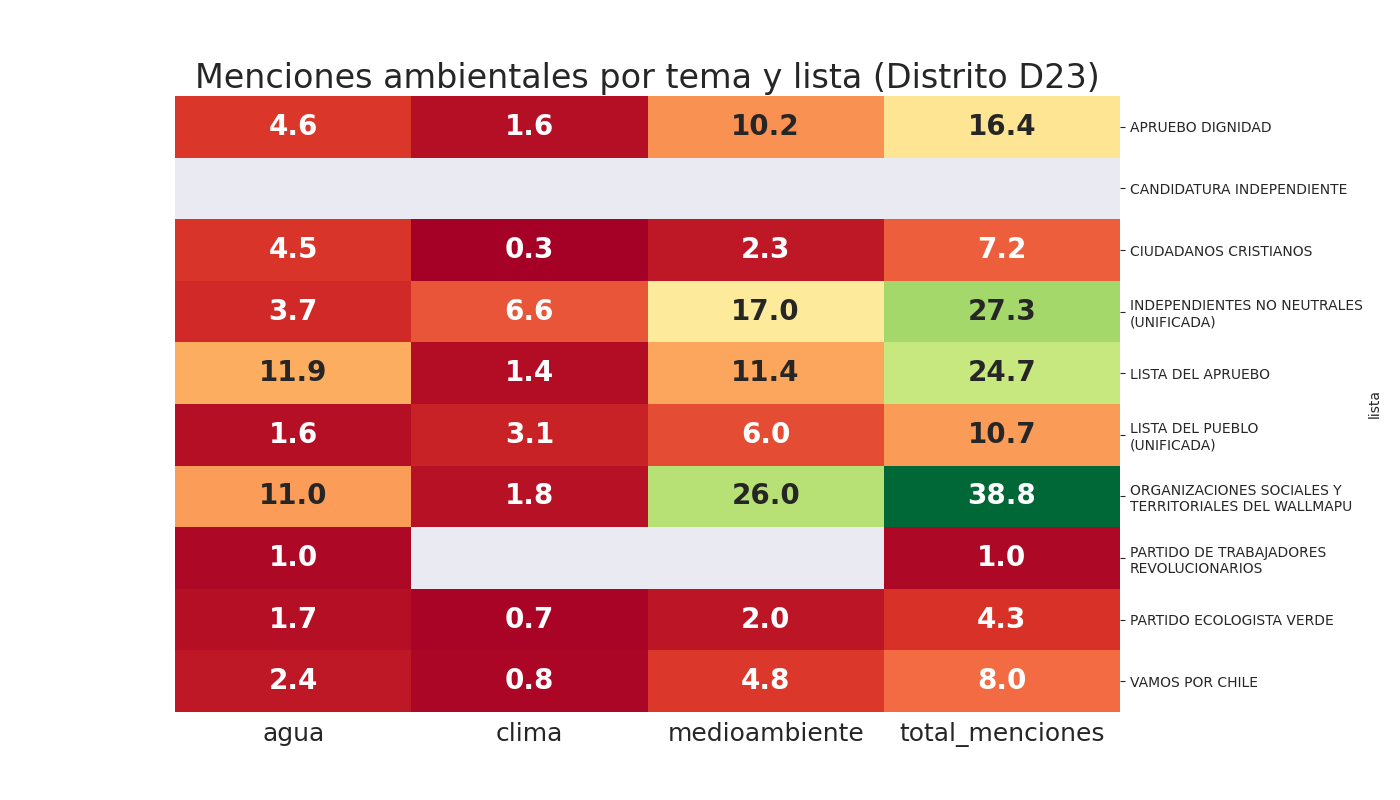 Menciones ambientales por tema y lista (Distrito D23)
4.6 1.6 10.2 16.4 APRUEBO DIGNIDAD
CANDIDATURA INDEPENDIENTE
4.5 0.3 2.3 7.2 CIUDADANOS CRISTIANOS
3.7 6.6 17.0 27.3 INDEPENDIENTES NO NEUTRALES
(UNIFICADA)
11.9 1.4 11.4 24.7 LISTA DEL APRUEBO
1.6 3.1 6.0 10.7 LISTA DEL PUEBLO
(UNIFICADA)
11.0 1.8 26.0 38.8 ORGANIZACIONES SOCIALES Y
TERRITORIALES DEL WALLMAPU
1.0 1.0 PARTIDO DE TRABAJADORES
REVOLUCIONARIOS
1.7 0.7 2.0 4.3 PARTIDO ECOLOGISTA VERDE
2.4 0.8 4.8 8.0 VAMOS POR CHILE
agua clima medioambiente total_menciones
lista